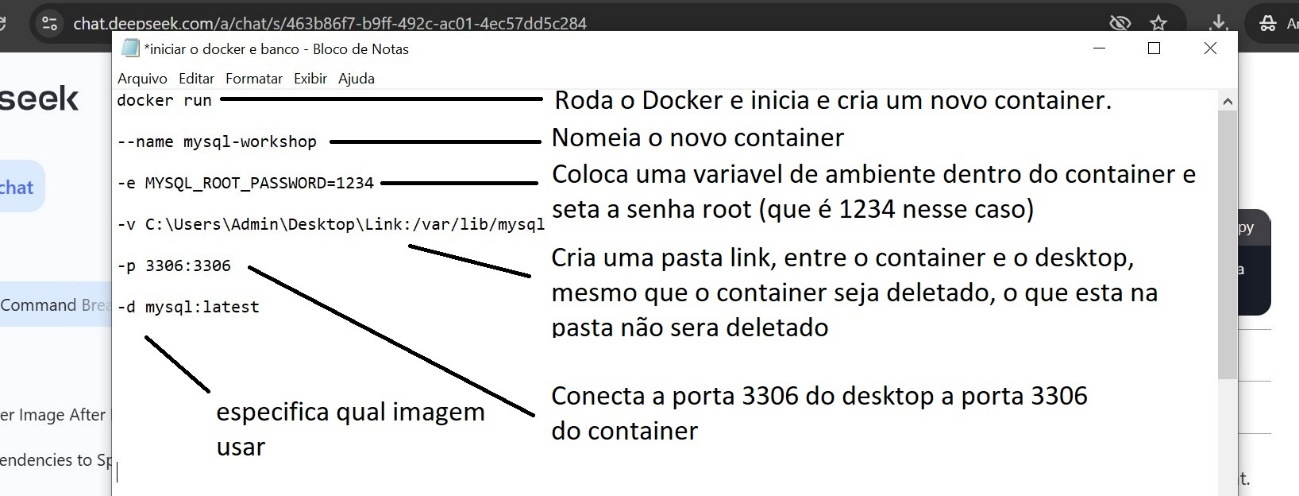 chat.deepseek.com/a/chat/s/463b86f7-b9ff-492c-ac01-4ec57dd5c284
*iniciar o docker e banco - Bloco de Notas
Arquivo Editar Formatar Exibir Ajuda
seek
chat
Command Brea
er Image After
endencies to Sp
docker run
Roda o Docker e inicia e cria um novo container.
--name mysql-workshop
Nomeia o novo container
-e MYSQL_ROOT_PASSWORD=1234
Coloca uma variavel de ambiente dentro do container e
seta a senha root (que é 1234 nesse caso)
-v C:\Users\Admin\Desktop\Link:/var/lib/mysql
Cria uma pasta link, entre o container e o desktop,
mesmo que o container seja deletado, o que esta na
pasta não sera deletado
-p 3306:3306
Conecta a porta 3306 do desktop a porta 3306
do container
-d mysql:latest
especifica qual imagem
usar
py
a
t.